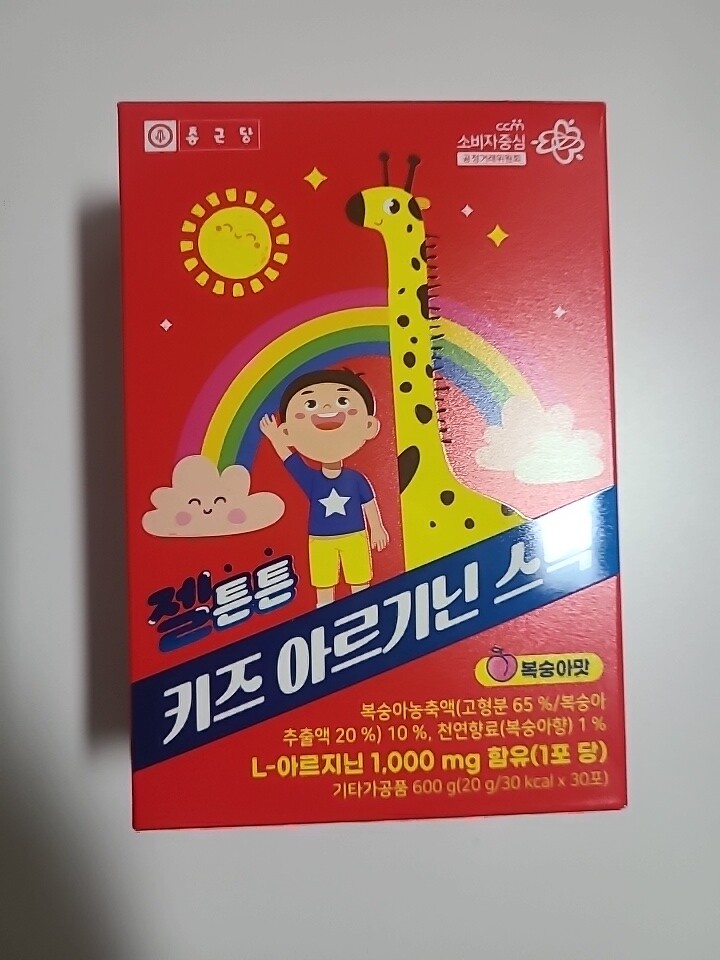 종근당
CCM
소비자중심
공정거래위원회
젤튼튼
키즈 아르기닌
복숭아맛
복숭아농축액(고형분 65 %/복숭아
추출액 20 %) 10 %, 천연향료(복숭아향) 1 %
L-아르지닌 1,000 mg 함유(1포 당)
기타가공품 600 g(20 g/30 kcal x 30포)